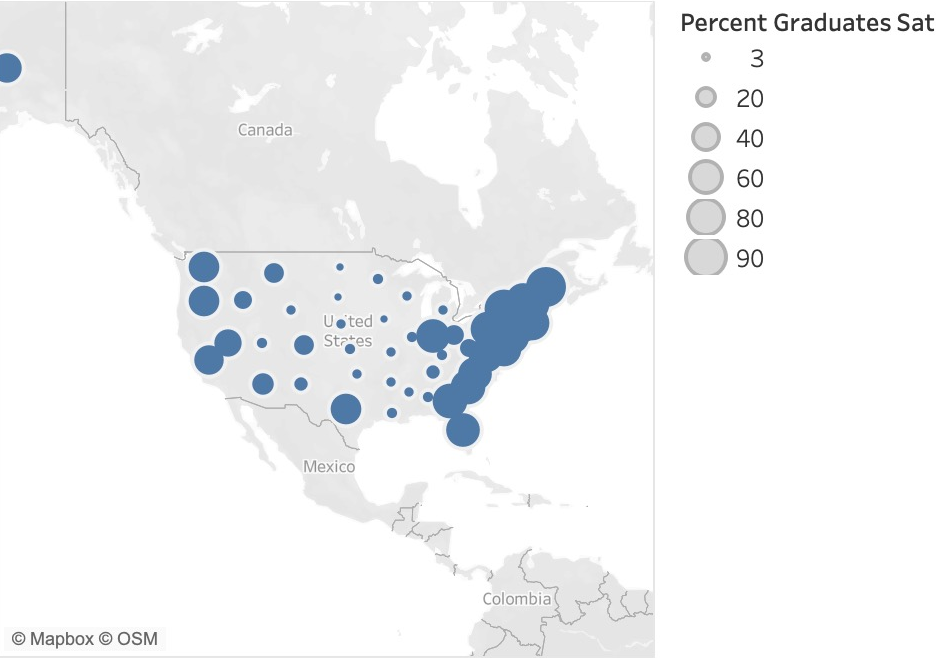 Percent Graduates Sat
3
20
40
60
80
90
Canada
United
States
Mexico
Colombia
© Mapbox © OSM